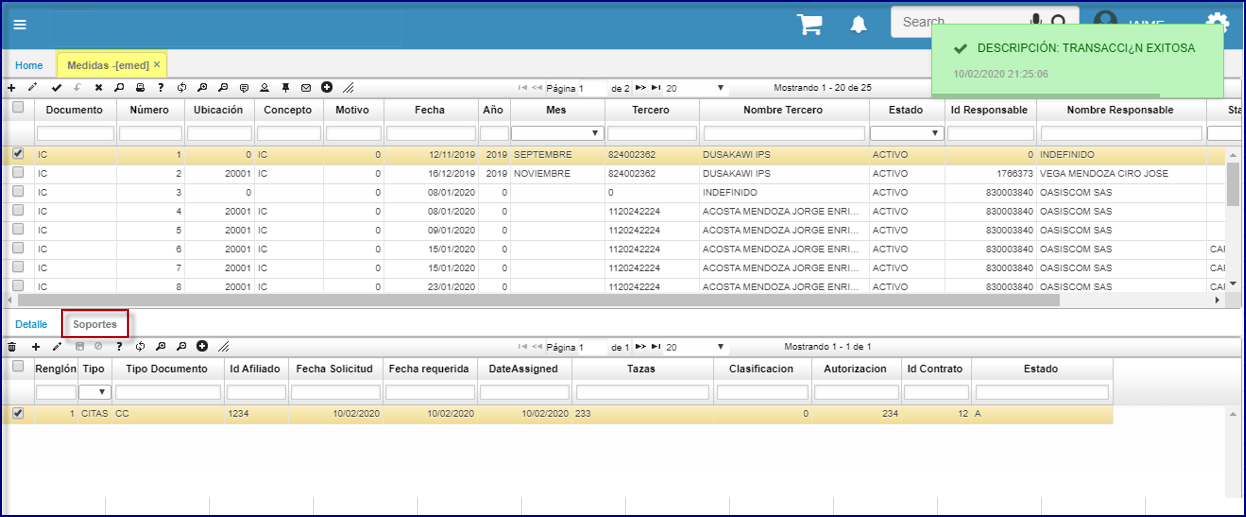 Search JAIME
DESCRIPCIÓN: TRANSACCI¿N EXITOSA
10/02/2020 21:25:06
Home Medidas -[emed] ×
Página 1 de 2 20 Mostrando 1 - 20 de 25
Documento Número Ubicación Concepto Motivo Fecha Año Mes Tercero Nombre Tercero Estado Id Responsable Nombre Responsable Sta
IC 1 0 IC 0 12/11/2019 2019 SEPTEMBRE 824002362 DUSAKAWI IPS ACTIVO 0 INDEFINIDO
IC 2 20001 IC 0 16/12/2019 2019 NOVIEMBRE 824002362 DUSAKAWI IPS ACTIVO 1766373 VEGA MENDOZA CIRO JOSE
IC 3 0 0 08/01/2020 0 0 INDEFINIDO ACTIVO 830003840 OASISCOM SAS
IC 4 20001 IC 0 08/01/2020 0 1120242224 ACOSTA MENDOZA JORGE ENRI... ACTIVO 830003840 OASISCOM SAS
IC 5 20001 IC 0 09/01/2020 0 1120242224 ACOSTA MENDOZA JORGE ENRI... ACTIVO 830003840 OASISCOM SAS
IC 6 20001 IC 0 15/01/2020 0 1120242224 ACOSTA MENDOZA JORGE ENRI... ACTIVO 830003840 OASISCOM SAS CAR
IC 7 20001 IC 0 15/01/2020 0 1120242224 ACOSTA MENDOZA JORGE ENRI... ACTIVO 830003840 OASISCOM SAS CAR
IC 8 20001 IC 0 23/01/2020 0 1120242224 ACOSTA MENDOZA JORGE ENRI... ACTIVO 830003840 OASISCOM SAS CAR
Detalle Soportes
Página 1 de 1 20 Mostrando 1 - 1 de 1
Renglón Tipo Tipo Documento Id Afiliado Fecha Solicitud Fecha requerida DateAssigned Tazas Clasificacion Autorizacion Id Contrato Estado
1 CITAS CC 1234 10/02/2020 10/02/2020 10/02/2020 233 0 234 12 A